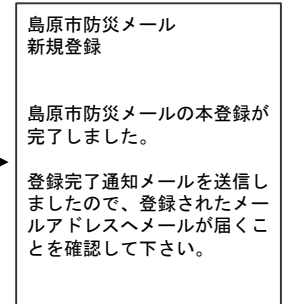 島原市防災メール
新規登録
島原市防災メールの本登録が
完了しました。
登録完了通知メールを送信し
ましたので、登録されたメー
ルアドレスへメールが届くこ
とを確認して下さい。